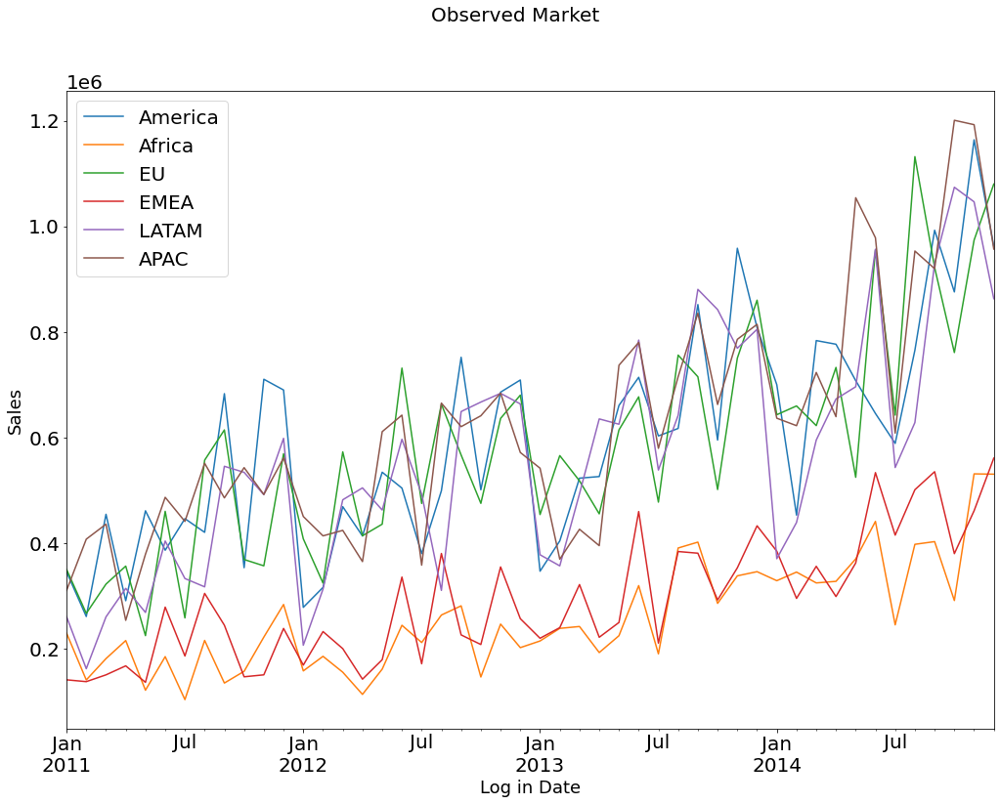 Observed Market
1e6
1.2
1.0
0.8
0.6
0.4
0.2
Sales
America
Africa
EU
EMEA
LATAM
APAC
Jan Jul Jan Jul Jan Jul Jan Jul
2011 2012 2013 2014
Log in Date